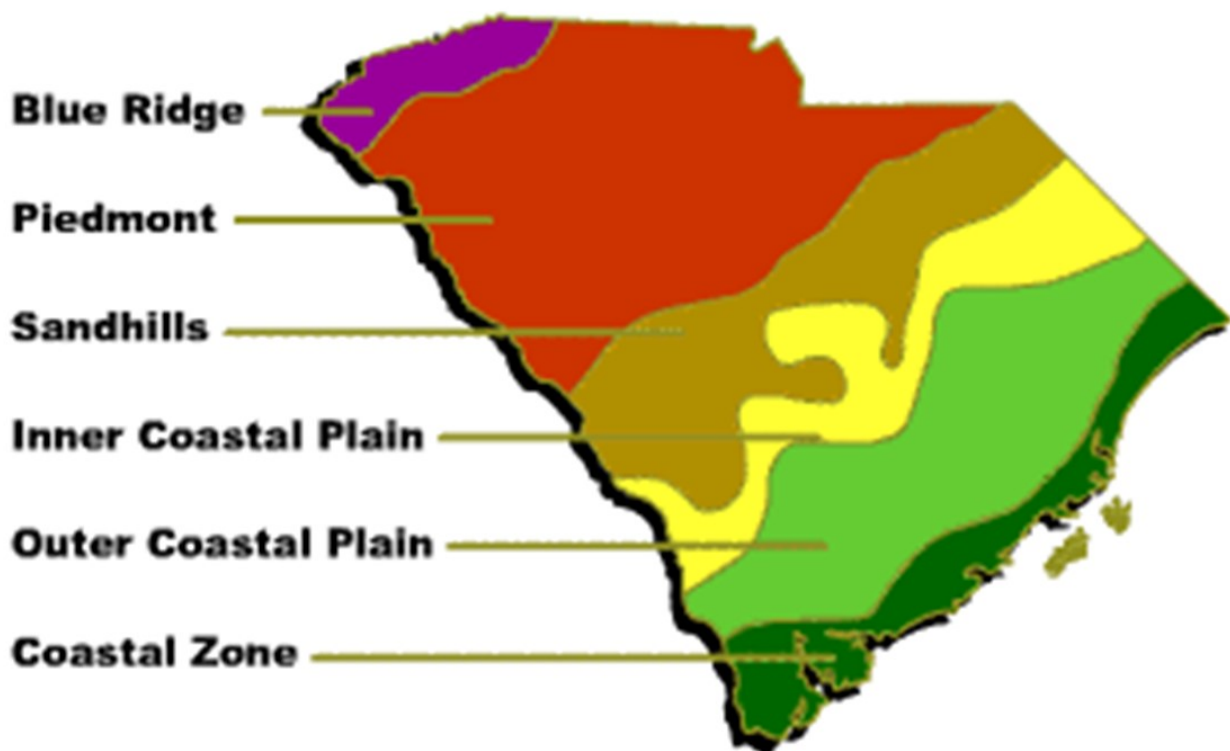 Blue Ridge
Piedmont
Sandhills
Inner Coastal Plain
Outer Coastal Plain
Coastal Zone